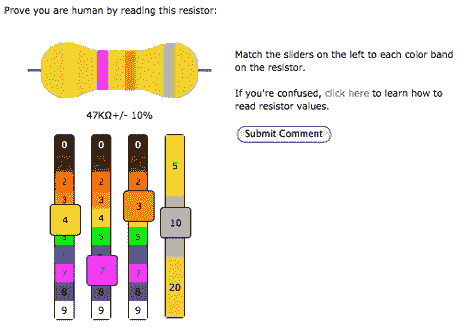 Prove you are human by reading this resistor:
Match the sliders on the left to each color band
on the resistor.
If you're confused, click here to learn how to
read resistor values.
Submit Comment
47KΩ+/- 10%
0 0 0
2 2 2 5
3 3
4 4 3
5 5 5 10
7 7 7
8 8 8 20
9 9 9